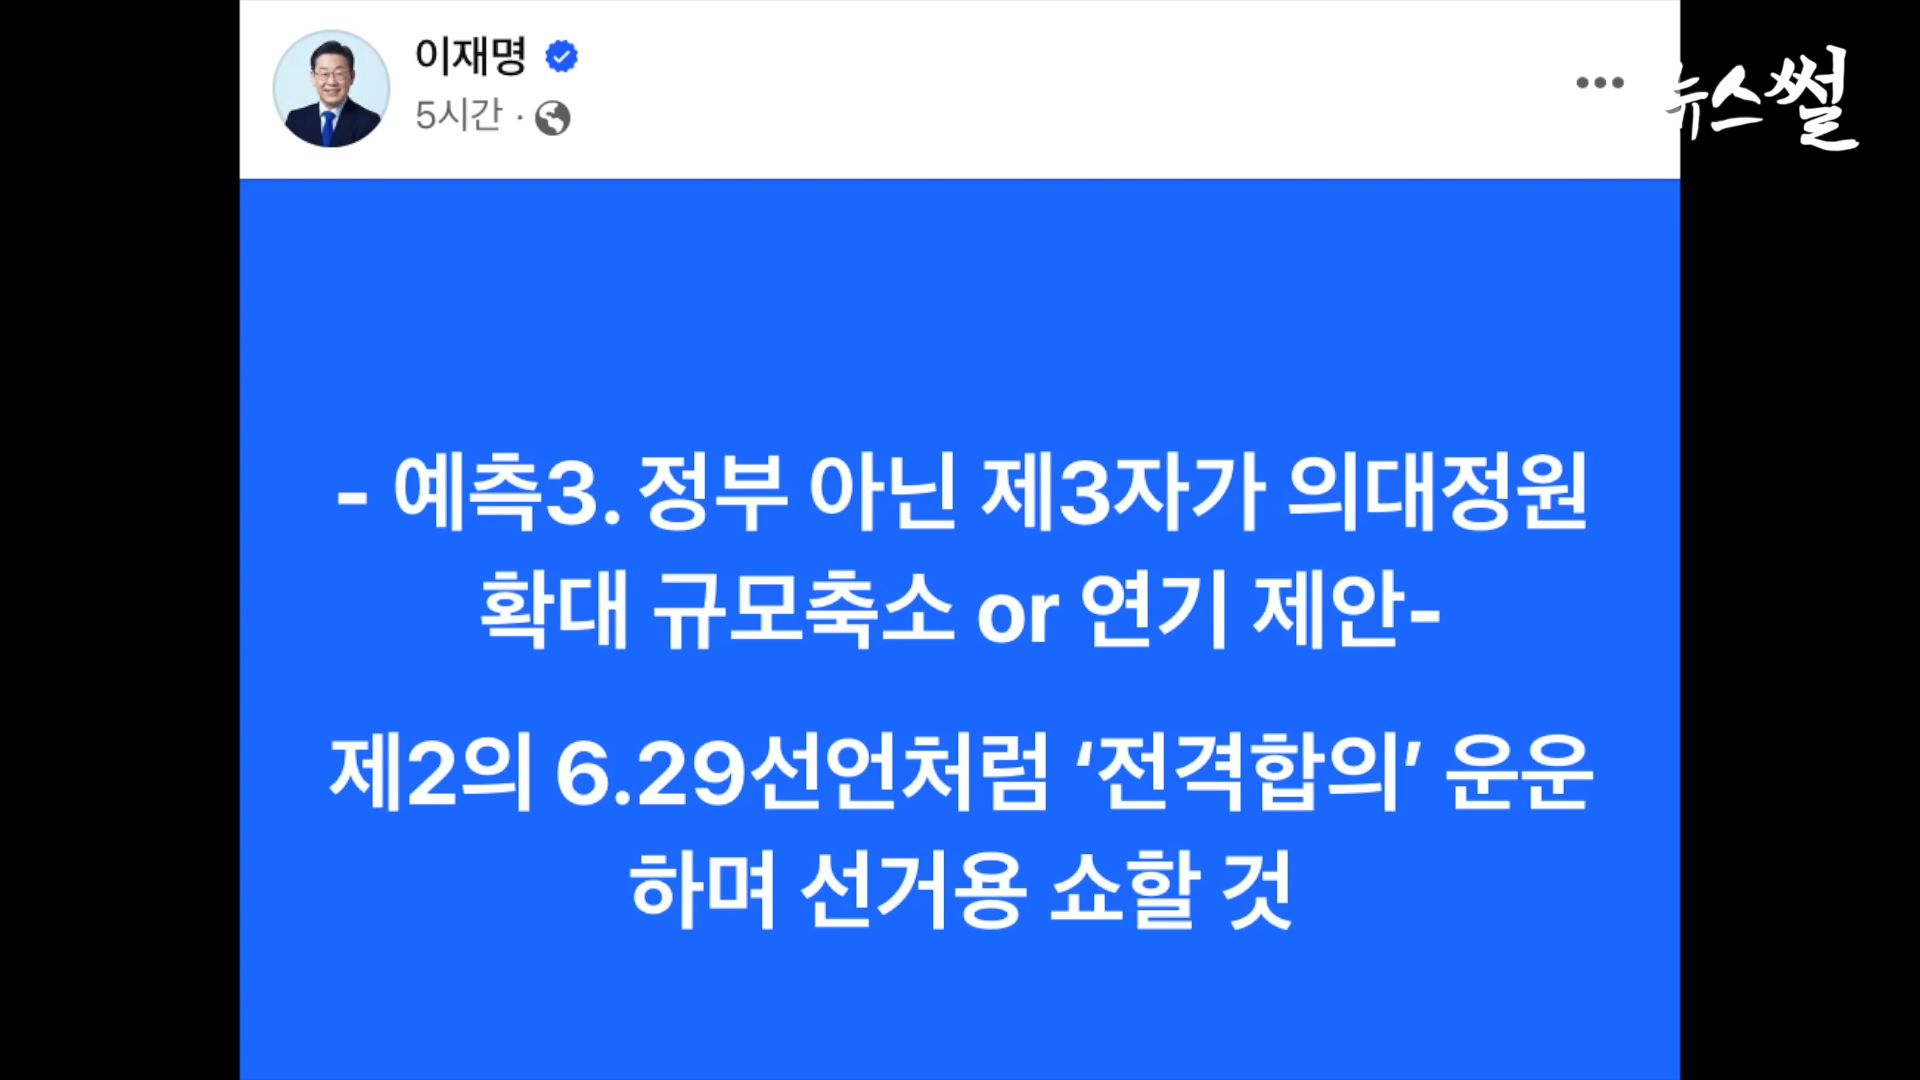 이재명
5시간 ·
뉴스썰
- 예측3. 정부 아닌 제3자가 의대정원
확대 규모축소 or 연기 제안-
제2의 6.29선언처럼 ‘전격합의’ 운운
하며 선거용 쇼할 것